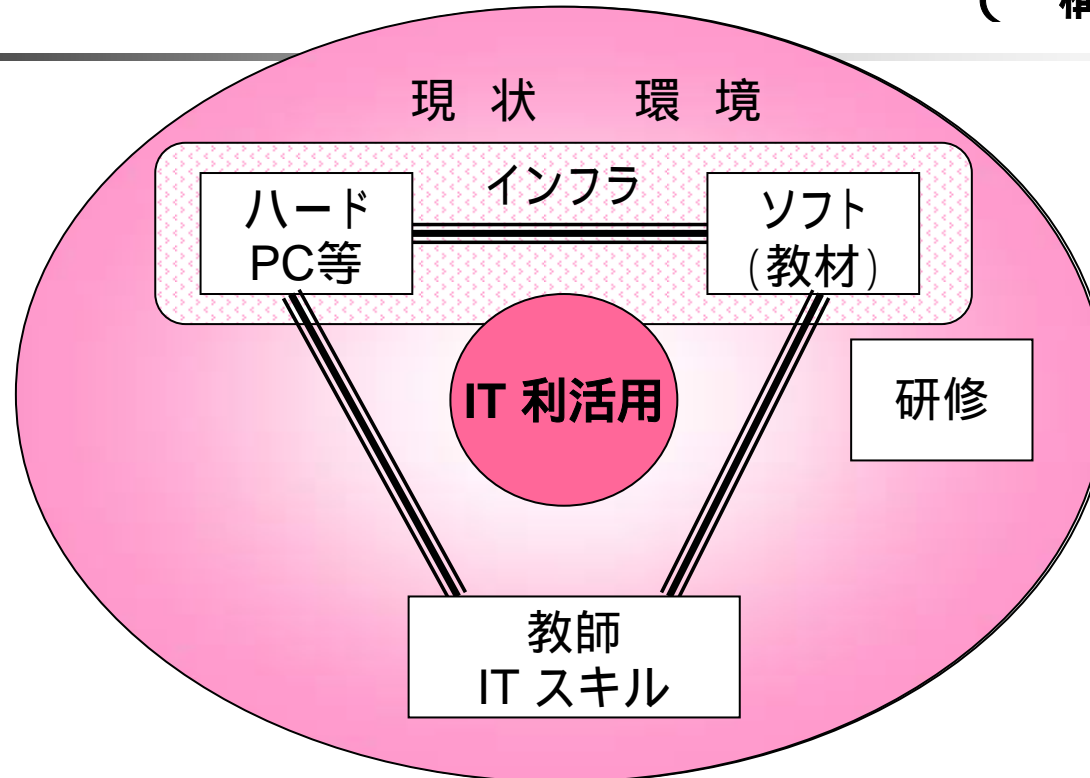 現 状 環 境
インフラ
ハード
PC等
ソフト
(教材)
IT 利活用
研修
教師
IT スキル